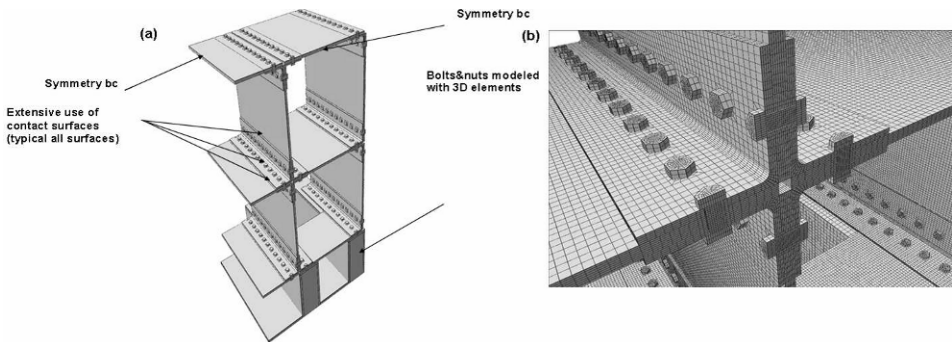 (a)
Symmetry bc
Symmetry bc
Extensive use of
contact surfaces
(typical all surfaces)
Bolts&nuts modeled
with 3D elements
(b)